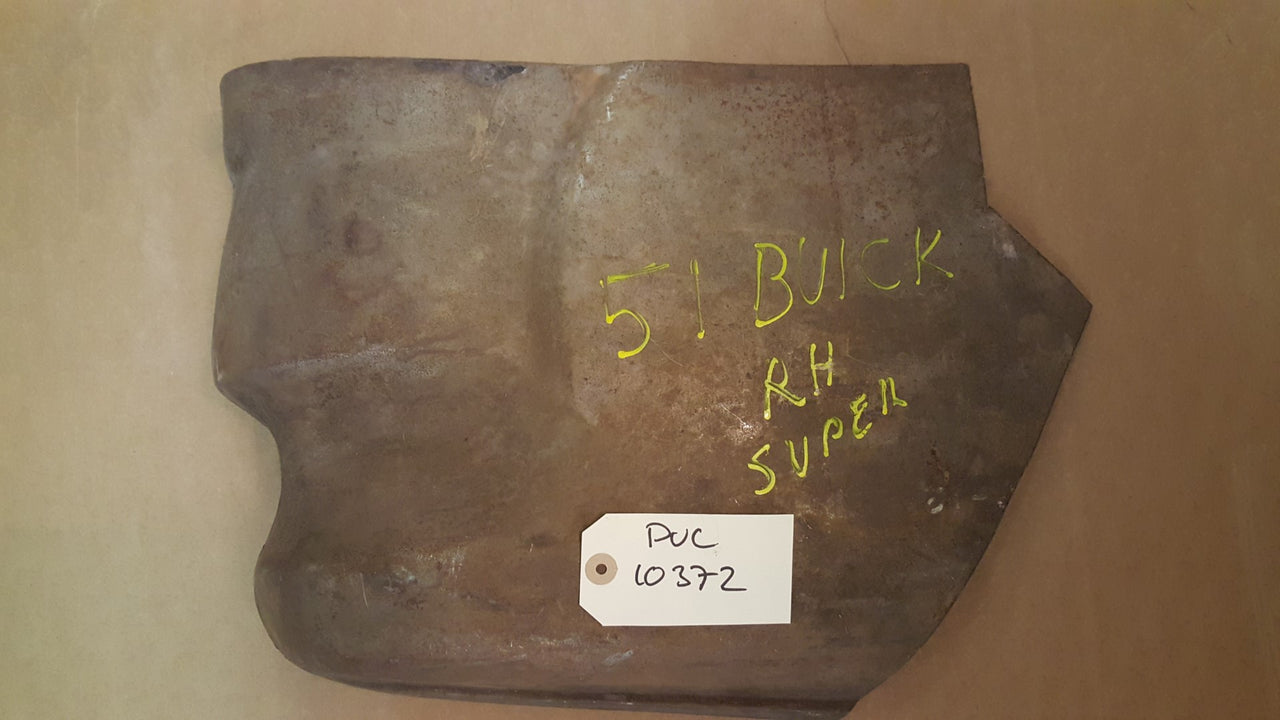 51 BUICK
RH
SUPER
PUC
10372